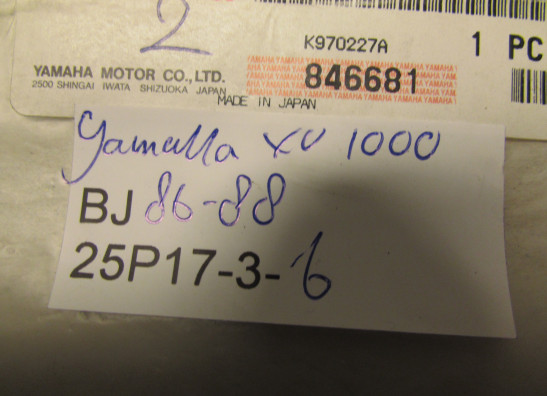 2
K970227A 1 PC
YAMAHA MOTOR CO., LTD. 846681
2500 SHINGAI IWATA SHIZUOKA JAPAN
MADE IN JAPAN
Yamaha XV 1000
BJ 86-88
25P17-3-6